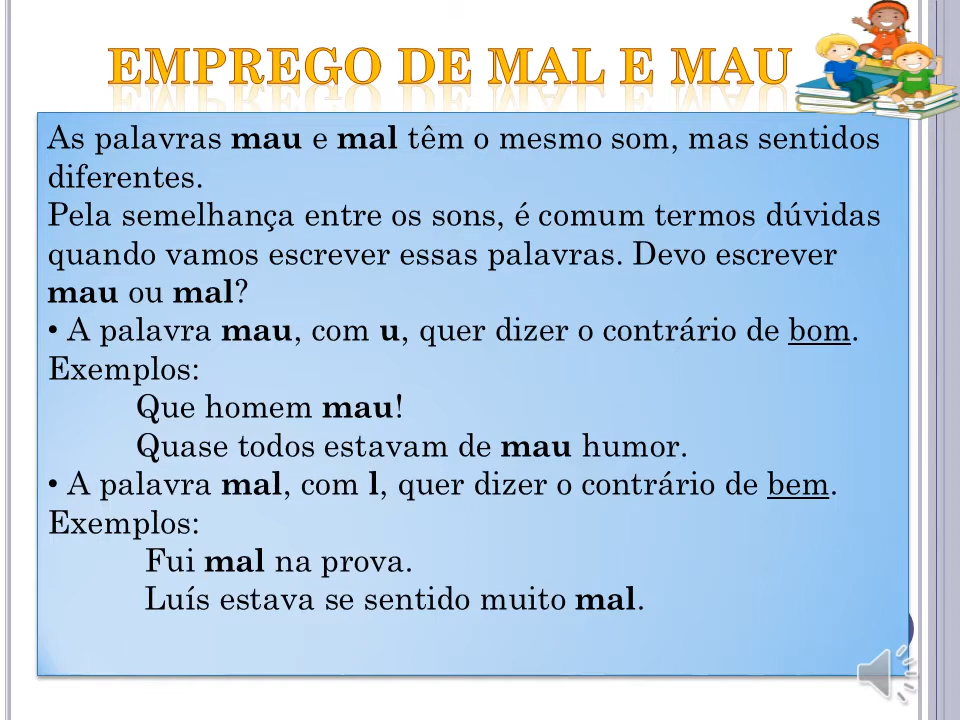 EMPREGO DE MAL E MAU
As palavras mau e mal têm o mesmo som, mas sentidos
diferentes.
Pela semelhança entre os sons, é comum termos dúvidas
quando vamos escrever essas palavras. Devo escrever
mau ou mal?
• A palavra mau, com u, quer dizer o contrário de bom.
Exemplos:
Que homem mau!
Quase todos estavam de mau humor.
• A palavra mal, com l, quer dizer o contrário de bem.
Exemplos:
Fui mal na prova.
Luís estava se sentido muito mal.